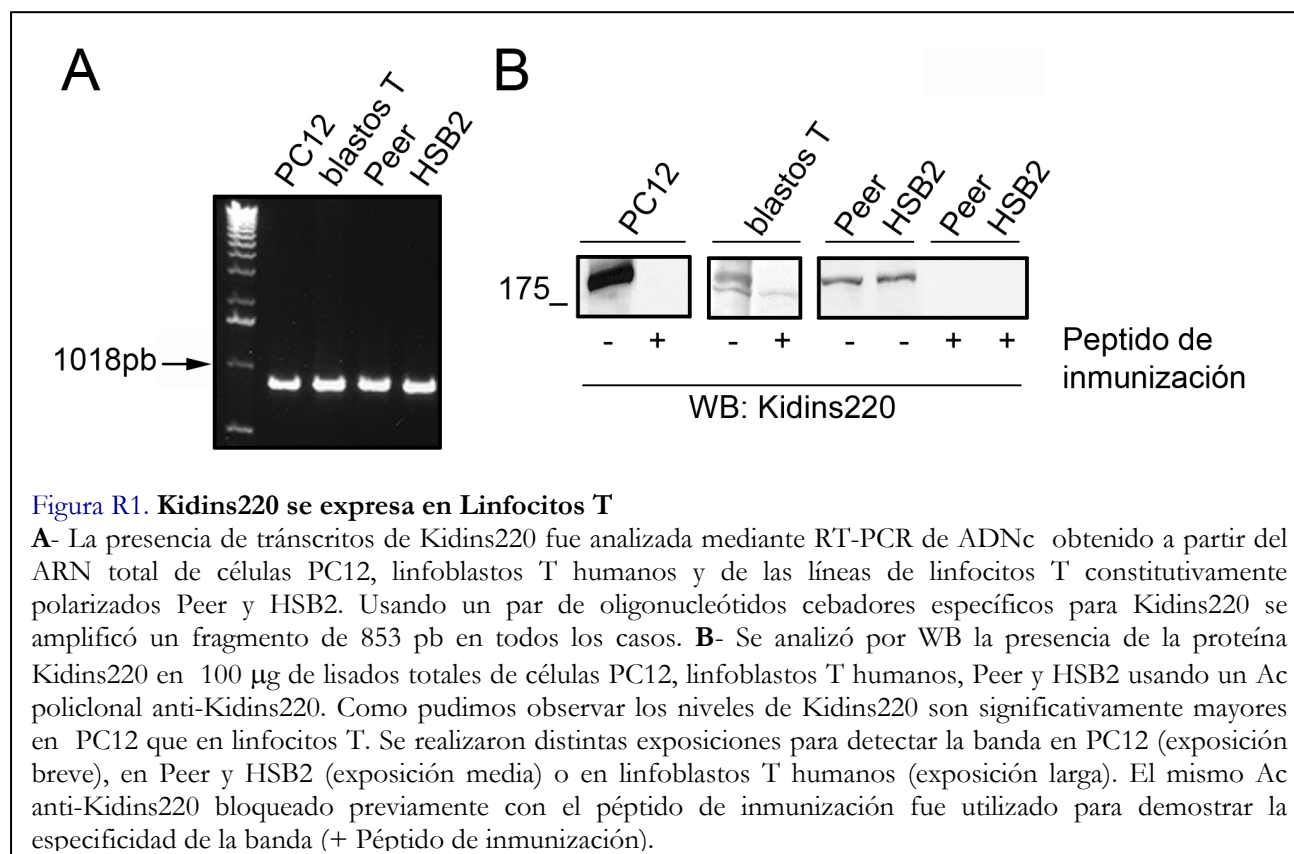 A
PC12
blastos T
Peer
HSB2
1018pb
B
PC12
blastos T
Peer
HSB2
Peer
HSB2
175_
- + - + - - + +
Peptido de
inmunización
WB: Kidins220
Figura R1. Kidins220 se expresa en Linfocitos T
A- La presencia de tránscritos de Kidins220 fue analizada mediante RT-PCR de ADNc obtenido a partir del
ARN total de células PC12, linfoblastos T humanos y de las líneas de linfocitos T constitutivamente
polarizados Peer y HSB2. Usando un par de oligonucleótidos cebadores específicos para Kidins220 se
amplificó un fragmento de 853 pb en todos los casos. B- Se analizó por WB la presencia de la proteína
Kidins220 en 100 μg de lisados totales de células PC12, linfoblastos T humanos, Peer y HSB2 usando un Ac
policlonal anti-Kidins220. Como pudimos observar los niveles de Kidins220 son significativamente mayores
en PC12 que en linfocitos T. Se realizaron distintas exposiciones para detectar la banda en PC12 (exposición
breve), en Peer y HSB2 (exposición media) o en linfoblastos T humanos (exposición larga). El mismo Ac
anti-Kidins220 bloqueado previamente con el péptido de inmunización fue utilizado para demostrar la
especificidad de la banda (+ Péptido de inmunización).